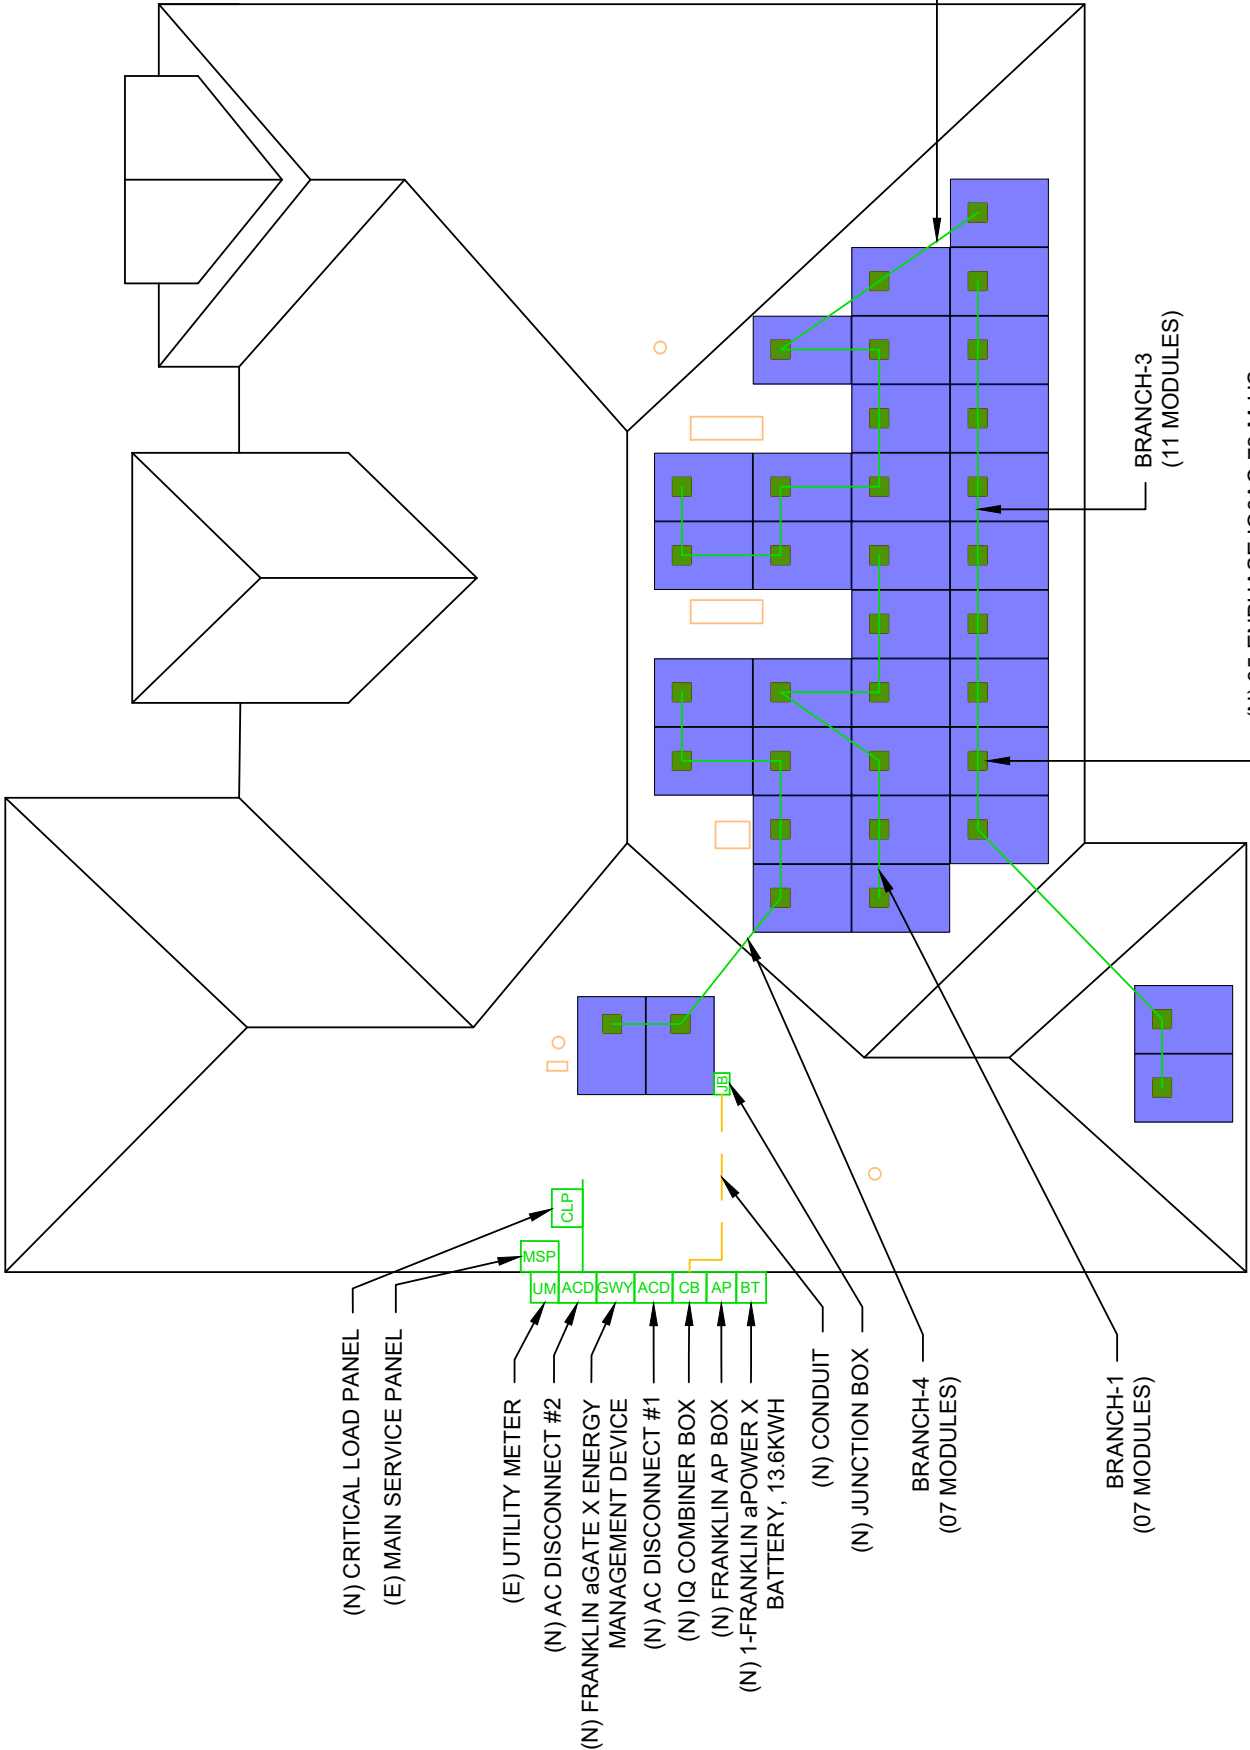 (N) CRITICAL LOAD PANEL
(E) MAIN SERVICE PANEL
(E) UTILITY METER
(N) AC DISCONNECT #2
(N) FRANKLIN aGATE X ENERGY
MANAGEMENT DEVICE
(N) AC DISCONNECT #1
(N) IQ COMBINER BOX
(N) FRANKLIN AP BOX
(N) 1-FRANKLIN aPOWER X
BATTERY, 13.6KWH
(N) CONDUIT
(N) JUNCTION BOX
BRANCH-4
(07 MODULES)
BRANCH-1
(07 MODULES)
CLP
MSP
UM
ACD
GWY
ACD
CB
AP
BT
JB
BRANCH-3
(11 MODULES)